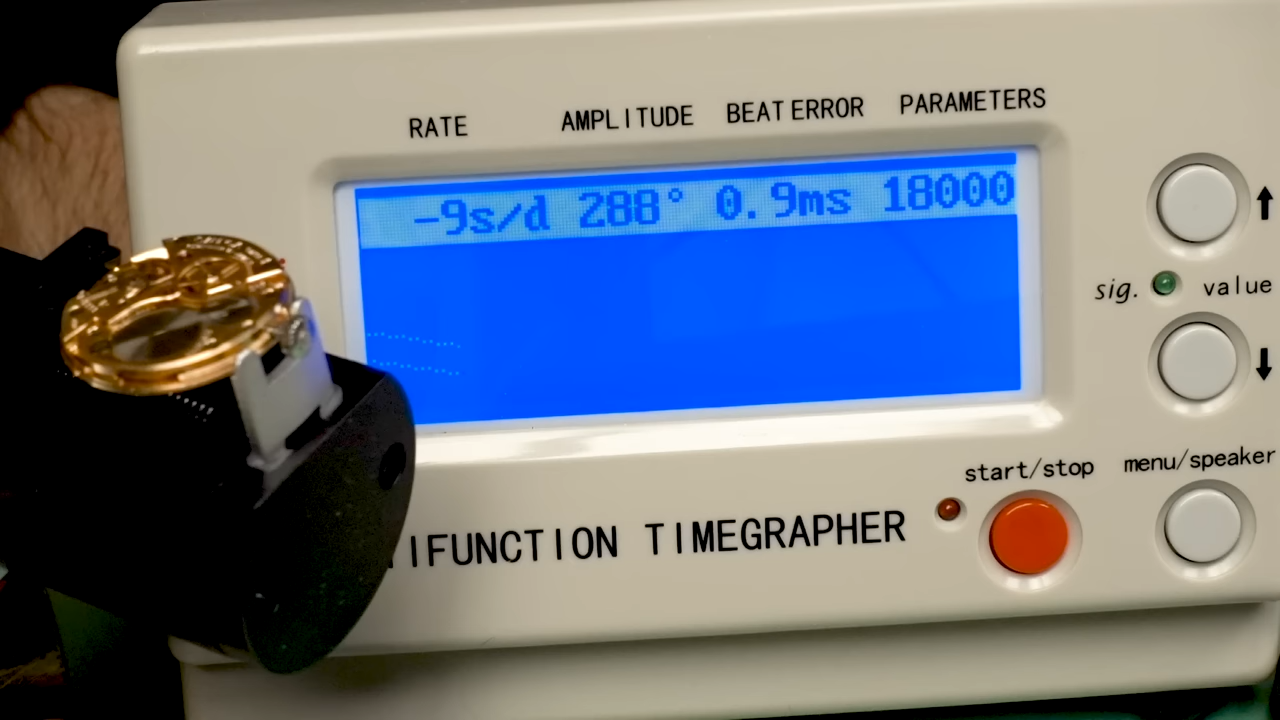 RATE AMPLITUDE BEAT ERROR PARAMETERS
-9s/d 288° 0.9ms 18000
sig. value
start/stop menu/speaker
IFUNCTION TIMEGRAPHER